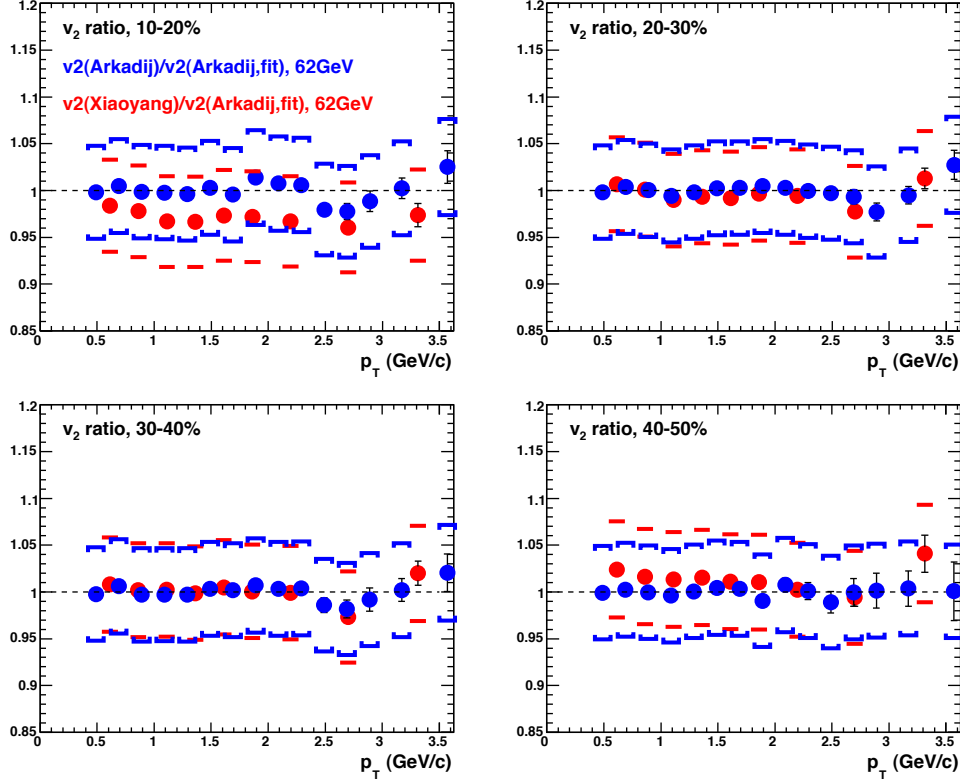 v2 ratio, 10-20%
v2(Arkadij)/v2(Arkadij,fit), 62GeV
v2(Xiaoyang)/v2(Arkadij,fit), 62GeV
1.2
1.15
1.1
1.05
1
0.95
0.9
0.85
0 0.5 1 1.5 2 2.5 3 3.5
pT (GeV/c)
v2 ratio, 20-30%
1.2
1.15
1.1
1.05
1
0.95
0.9
0.85
0 0.5 1 1.5 2 2.5 3 3.5
pT (GeV/c)
v2 ratio, 30-40%
1.2
1.15
1.1
1.05
1
0.95
0.9
0.85
0 0.5 1 1.5 2 2.5 3 3.5
pT (GeV/c)
v2 ratio, 40-50%
1.2
1.15
1.1
1.05
1
0.95
0.9
0.85
0 0.5 1 1.5 2 2.5 3 3.5
pT (GeV/c)